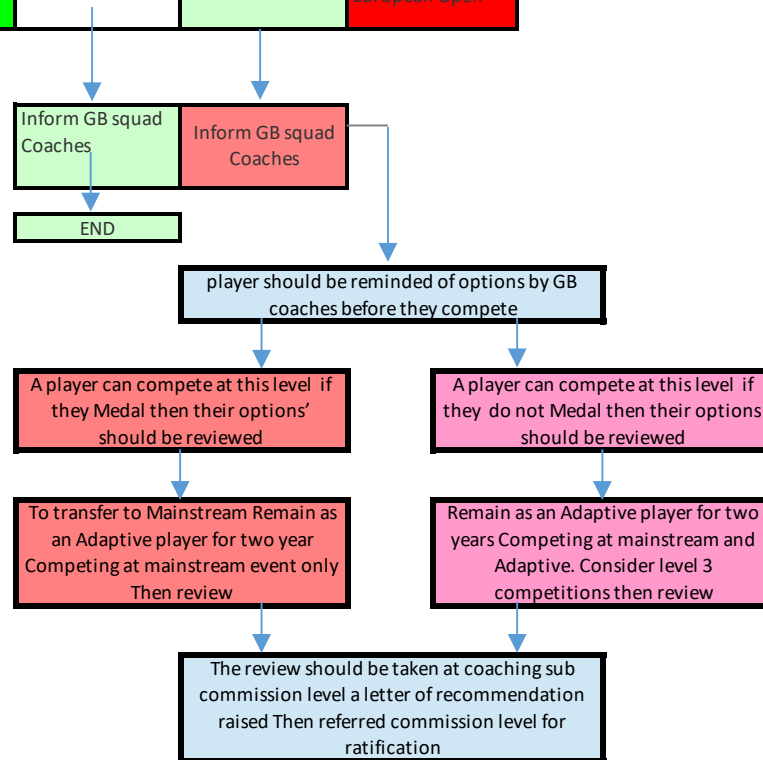 European Open
Inform GB squad
Coaches
Inform GB squad
Coaches
END
player should be reminded of options by GB
coaches before they compete
A player can compete at this level if
they Medal then their options’
should be reviewed
A player can compete at this level if
they do not Medal then their options
should be reviewed
To transfer to Mainstream Remain as
an Adaptive player for two year
Competing at mainstream event only
Then review
Remain as an Adaptive player for two
years Competing at mainstream and
Adaptive. Consider level 3
competitions then review
The review should be taken at coaching sub
commission level a letter of recommendation
raised Then referred commission level for
ratification